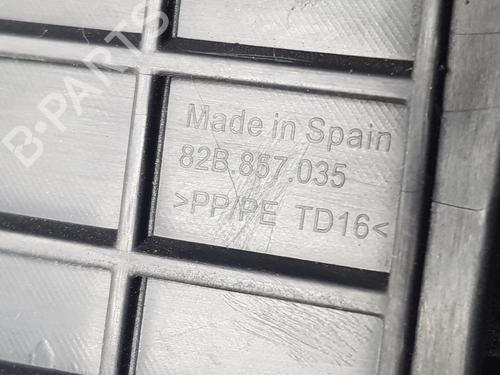 B-PARTS
Made in Spain
82B.857.035
>PP/PE TD16<